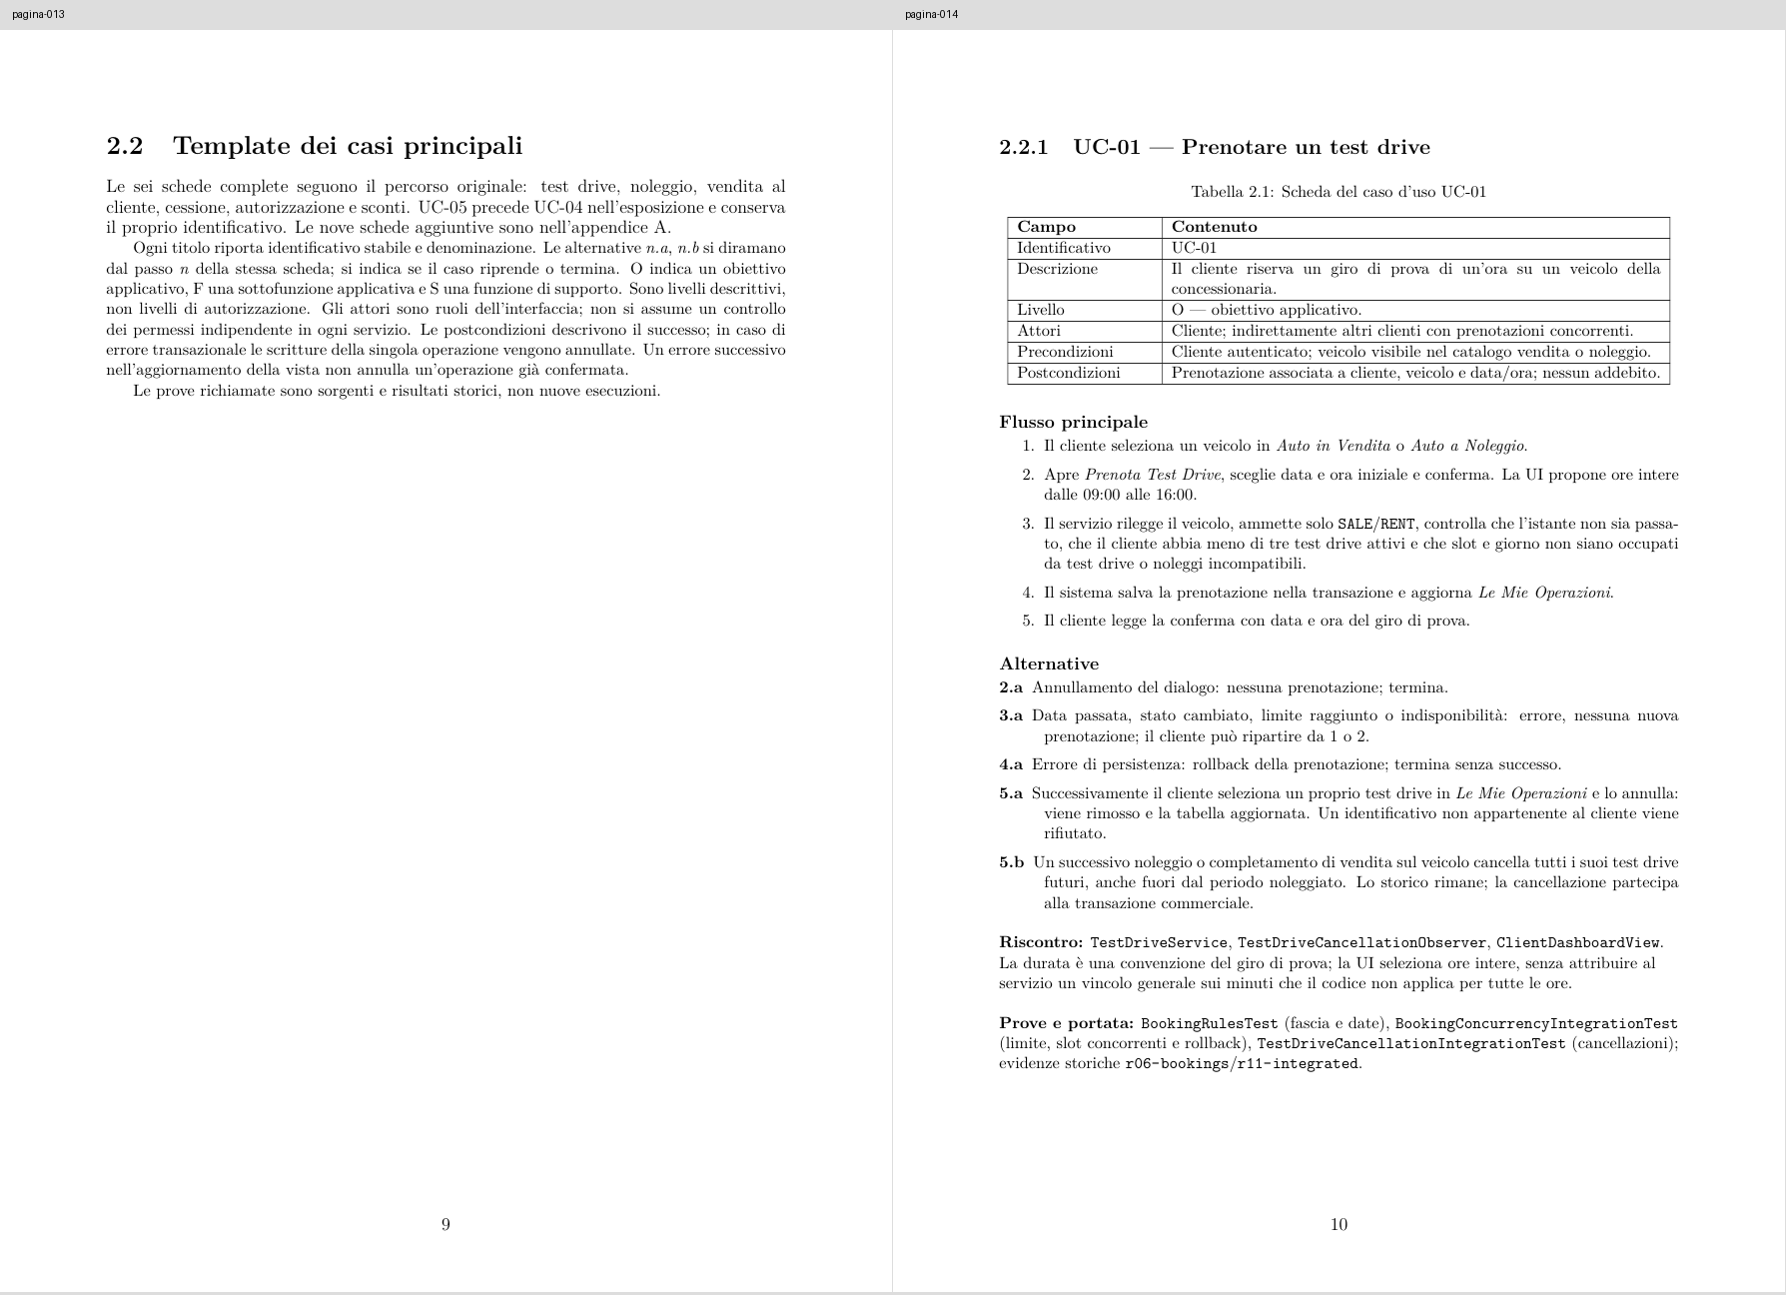 pagina-013
2.2 Template dei casi principali
Le sei schede complete seguono il percorso originale: test drive, noleggio, vendita al
cliente, cessione, autorizzazione e sconti. UC-05 precede UC-04 nell'esposizione e conserva
il proprio identificativo. Le nove schede aggiuntive sono nell'appendice A.
Ogni titolo riporta identificativo stabile e denominazione. Le alternative n.a, n.b si diramano
dal passo n della stessa scheda; si indica se il caso riprende o termina. O indica un obiettivo
applicativo, F una sottofunzione applicativa e S una funzione di supporto. Sono livelli descrittivi,
non livelli di autorizzazione. Gli attori sono ruoli dell'interfaccia; non si assume un controllo
dei permessi indipendente in ogni servizio. Le postcondizioni descrivono il successo; in caso di
errore transazionale le scritture della singola operazione vengono annullate. Un errore successivo
nell'aggiornamento della vista non annulla un'operazione già confermata.
Le prove richiamate sono sorgenti e risultati storici, non nuove esecuzioni.
9
pagina-014
2.2.1 UC-01 — Prenotare un test drive
Tabella 2.1: Scheda del caso d'uso UC-01
Campo Contenuto
Identificativo UC-01
Descrizione Il cliente riserva un giro di prova di un'ora su un veicolo della
concessionaria.
Livello O — obiettivo applicativo.
Attori Cliente; indirettamente altri clienti con prenotazioni concorrenti.
Precondizioni Cliente autenticato; veicolo visibile nel catalogo vendita o noleggio.
Postcondizioni Prenotazione associata a cliente, veicolo e data/ora; nessun addebito.
Flusso principale
1. Il cliente seleziona un veicolo in Auto in Vendita o Auto a Noleggio.
2. Apre Prenota Test Drive, sceglie data e ora iniziale e conferma. La UI propone ore intere
dalle 09:00 alle 16:00.
3. Il servizio rilegge il veicolo, ammette solo SALE/RENT, controlla che l'istante non sia passa-
to, che il cliente abbia meno di tre test drive attivi e che slot e giorno non siano occupati
da test drive o noleggi incompatibili.
4. Il sistema salva la prenotazione nella transazione e aggiorna Le Mie Operazioni.
5. Il cliente legge la conferma con data e ora del giro di prova.
Alternative
2.a Annullamento del dialogo: nessuna prenotazione; termina.
3.a Data passata, stato cambiato, limite raggiunto o indisponibilità: errore, nessuna nuova
prenotazione; il cliente può ripartire da 1 o 2.
4.a Errore di persistenza: rollback della prenotazione; termina senza successo.
5.a Successivamente il cliente seleziona un proprio test drive in Le Mie Operazioni e lo annulla:
viene rimosso e la tabella aggiornata. Un identificativo non appartenente al cliente viene
rifiutato.
5.b Un successivo noleggio o completamento di vendita sul veicolo cancella tutti i suoi test drive
futuri, anche fuori dal periodo noleggiato. Lo storico rimane; la cancellazione partecipa
alla transazione commerciale.
Riscontro: TestDriveService, TestDriveCancellationObserver, ClientDashboardView.
La durata è una convenzione del giro di prova; la UI seleziona ore intere, senza attribuire al
servizio un vincolo generale sui minuti che il codice non applica per tutte le ore.
Prove e portata: BookingRulesTest (fascia e date), BookingConcurrencyIntegrationTest
(limite, slot concorrenti e rollback), TestDriveCancellationIntegrationTest (cancellazioni);
evidenze storiche r06-bookings/r11-integrated.
10